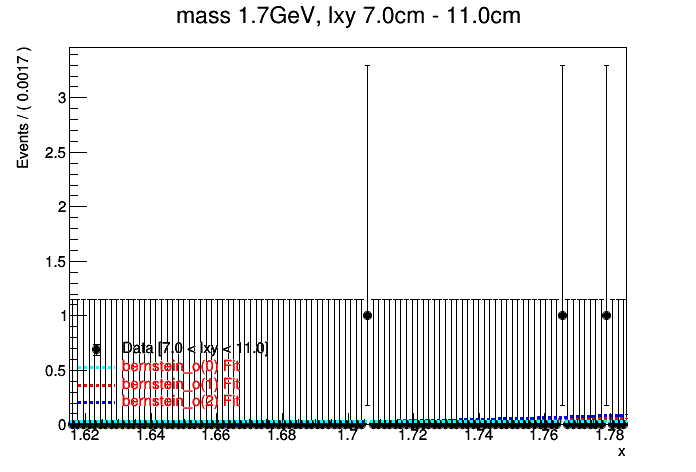 mass 1.7GeV, lxy 7.0cm - 11.0cm
Events / ( 0.0017 )
3
2.5
2
1.5
1
0.5
0
Data [7.0 < lxy < 11.0]
bernstein_o(0) Fit
bernstein_o(1) Fit
bernstein_o(2) Fit
1.62 1.64 1.66 1.68 1.7 1.72 1.74 1.76 1.78
x